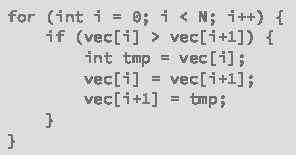 for (int i = 0; i < N; i++) {
    if (vec[i] > vec[i+1]) {
        int tmp = vec[i];
        vec[i] = vec[i+1];
        vec[i+1] = tmp;
    }
}